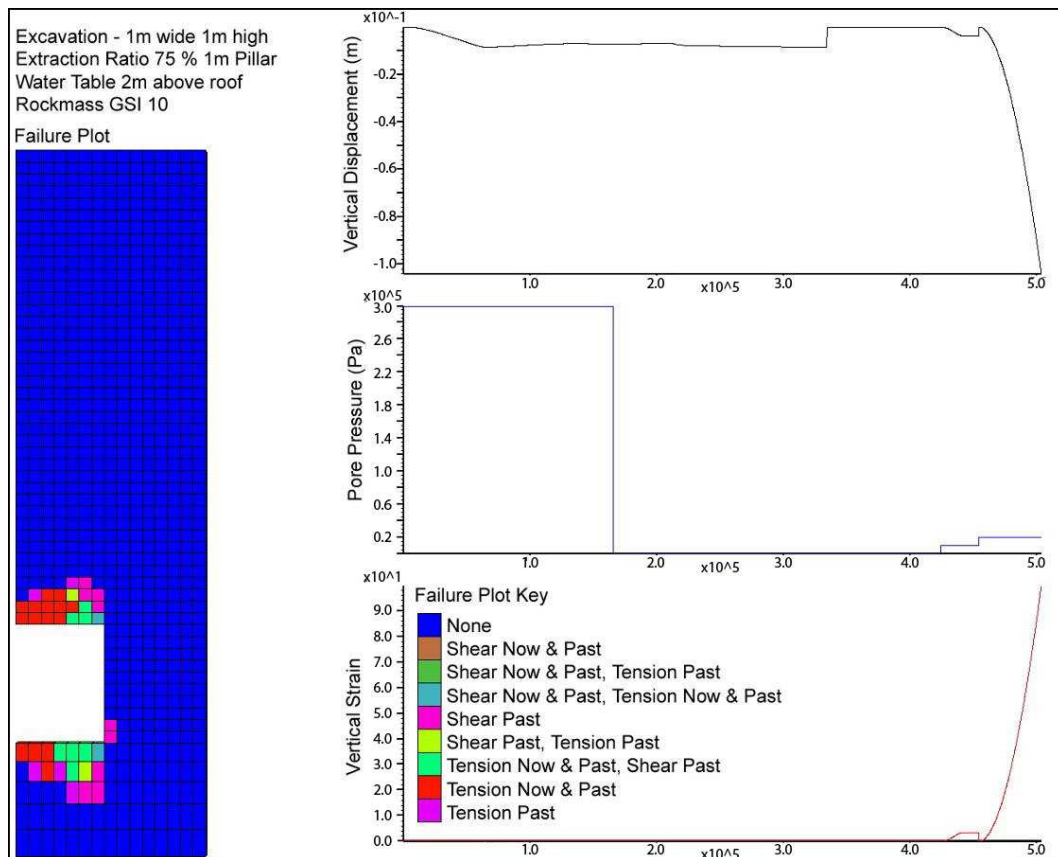 Excavation - 1m wide 1m high
Extraction Ratio 75 % 1m Pillar
Water Table 2m above roof
Rockmass GSI 10
Failure Plot
x10^-1
Vertical Displacement (m)
-0.2
-0.4
-0.6
-0.8
-1.0
1.0
2.0
3.0
4.0
5.0
x10^5
x10^5
Pore Pressure (Pa)
3.0
2.6
2.2
1.8
1.4
1.0
0.6
0.2
1.0
2.0
3.0
4.0
5.0
x10^5
x10^1
Vertical Strain
9.0
8.0
7.0
6.0
5.0
4.0
3.0
2.0
1.0
0.0
1.0
2.0
3.0
4.0
5.0
x10^5
Failure Plot Key
None
Shear Now & Past
Shear Now & Past, Tension Past
Shear Now & Past, Tension Now & Past
Shear Past
Shear Past, Tension Past
Tension Now & Past, Shear Past
Tension Now & Past
Tension Past